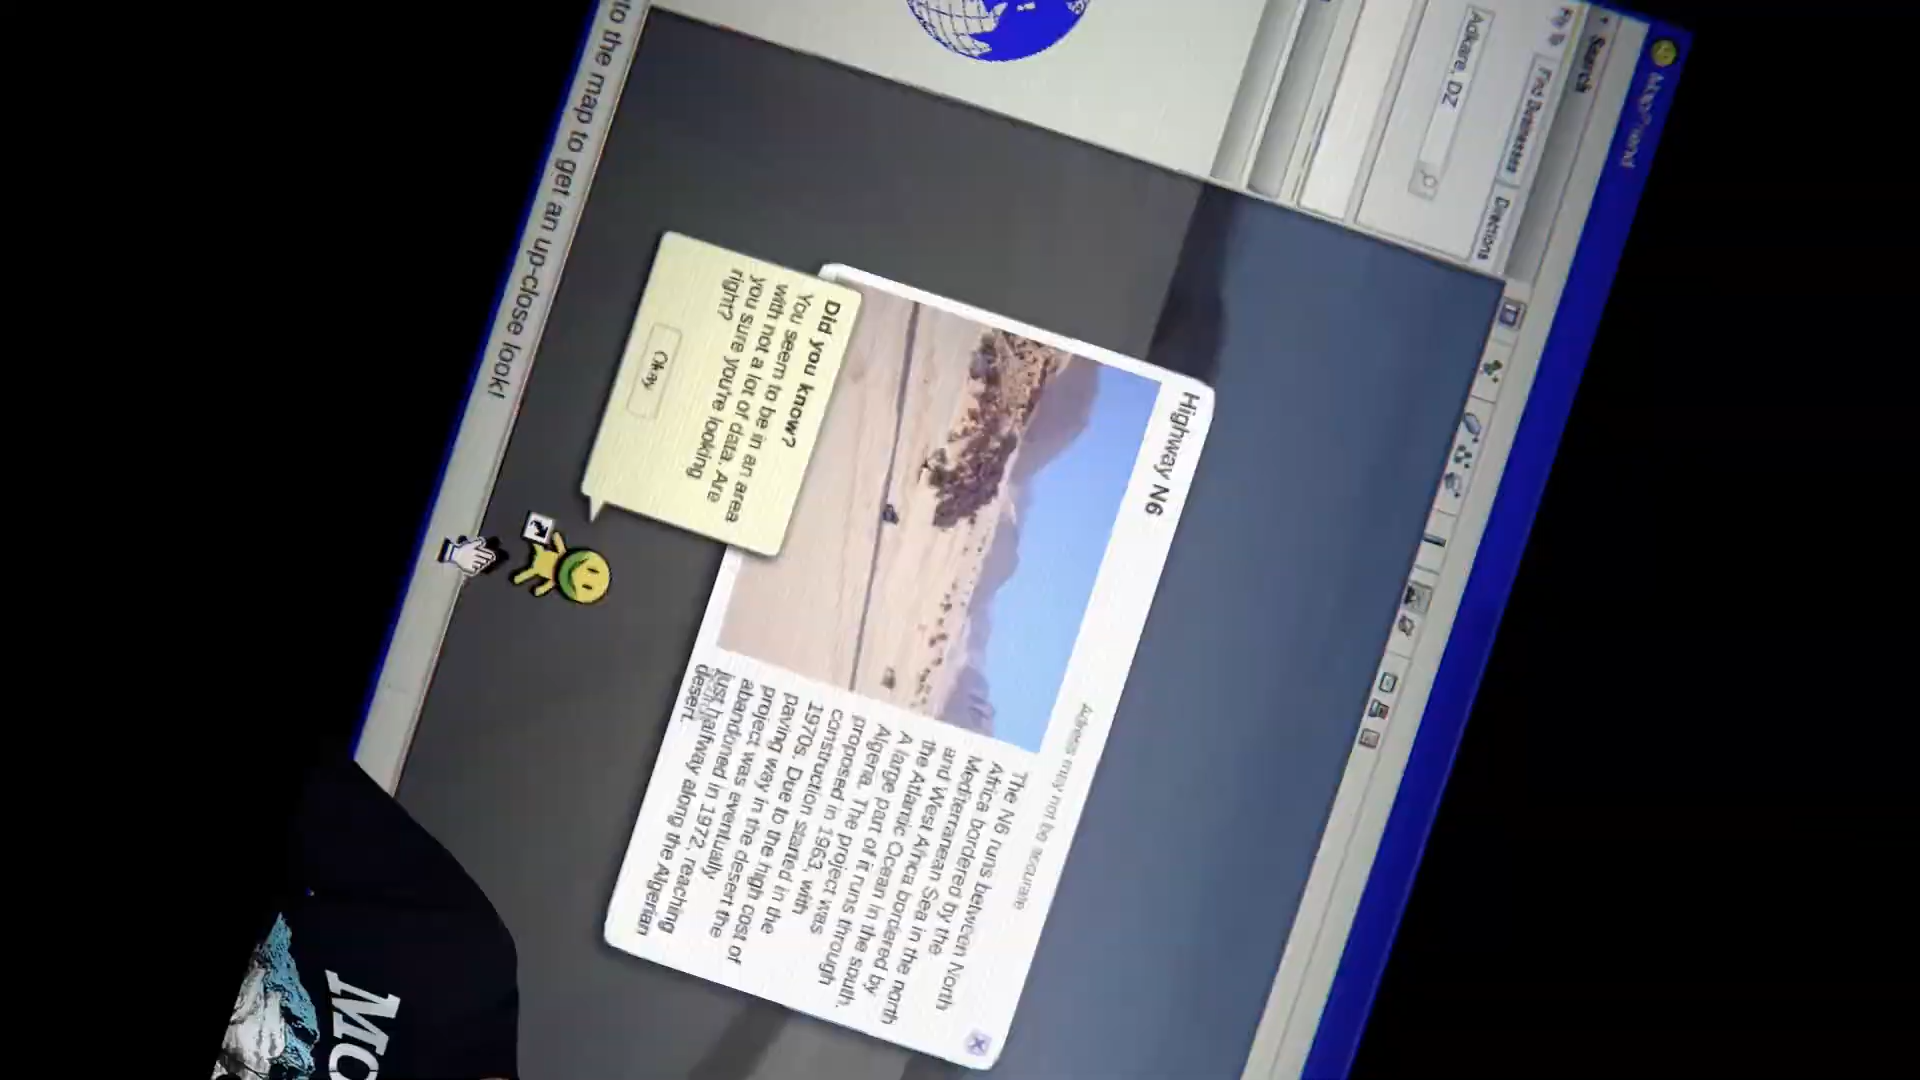 MapFriend
Search
Find Businesses
Directions
Adkare, DZ
Highway N6
Adress may not be accurate
The N6 runs between North
Africa bordered by the
Mediterranean Sea in the north
and West Africa bordered by
the Atlantic Ocean in the south.
A large part of it runs through
Algeria. The project was
proposed in 1963, with
construction started in the
1970s. Due to the high cost of
paving way in the desert the
project was eventually
abandoned in 1972, reaching
just halfway along the Algerian
desert.
Did you know?
You seem to be in an area
with not a lot of data. Are
you sure you're looking
right?
Okay
to the map to get an up-close look!
Mo